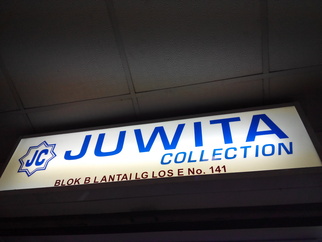 JC JUWITA
COLLECTION
BLOK B LANTAI LG LOS E No. 141